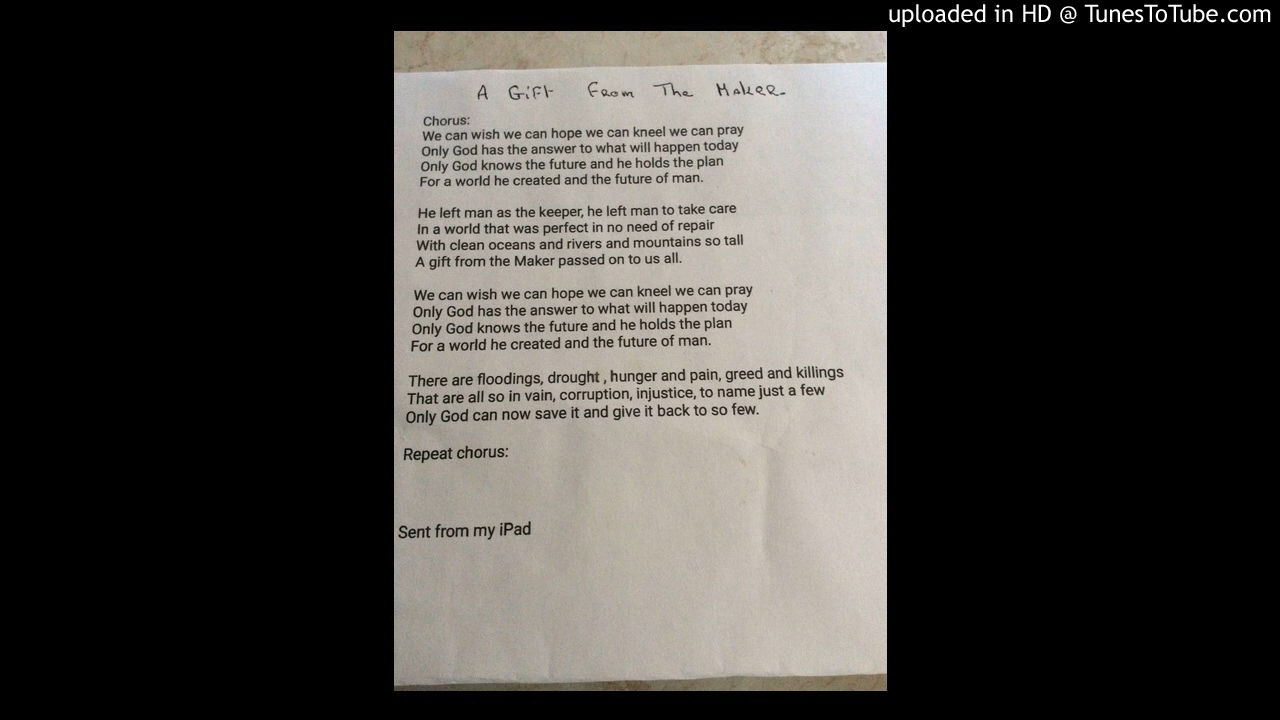 uploaded in HD @ TunesToTube.com
A Gift From The Maker.
Chorus:
We can wish we can hope we can kneel we can pray
Only God has the answer to what will happen today
Only God knows the future and he holds the plan
For a world he created and the future of man.
He left man as the keeper, he left man to take care
In a world that was perfect in no need of repair
With clean oceans and rivers and mountains so tall
A gift from the Maker passed on to us all.
We can wish we can hope we can kneel we can pray
Only God has the answer to what will happen today
Only God knows the future and he holds the plan
For a world he created and the future of man.
There are floodings, drought , hunger and pain, greed and killings
That are all so in vain, corruption, injustice, to name just a few
Only God can now save it and give it back to so few.
Repeat chorus:
Sent from my iPad